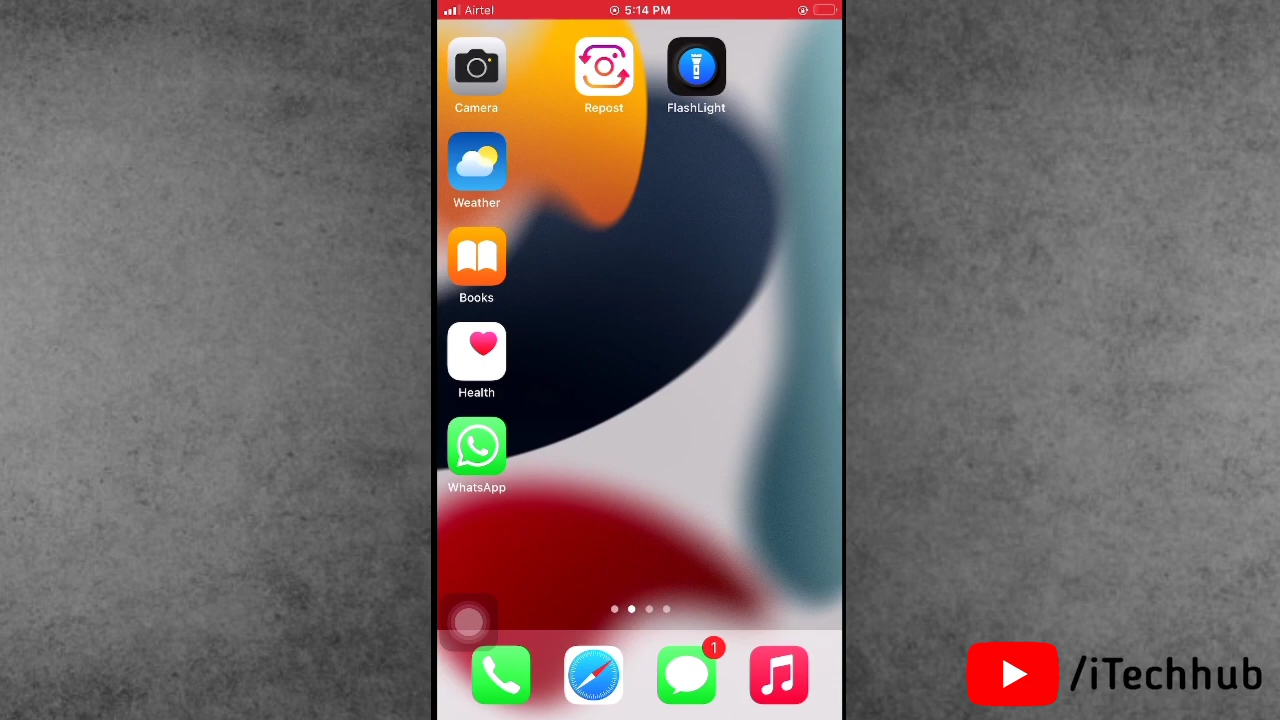 Airtel 5:14 PM
Camera Repost FlashLight
Weather
Books
Health
WhatsApp
1
/iTechhub